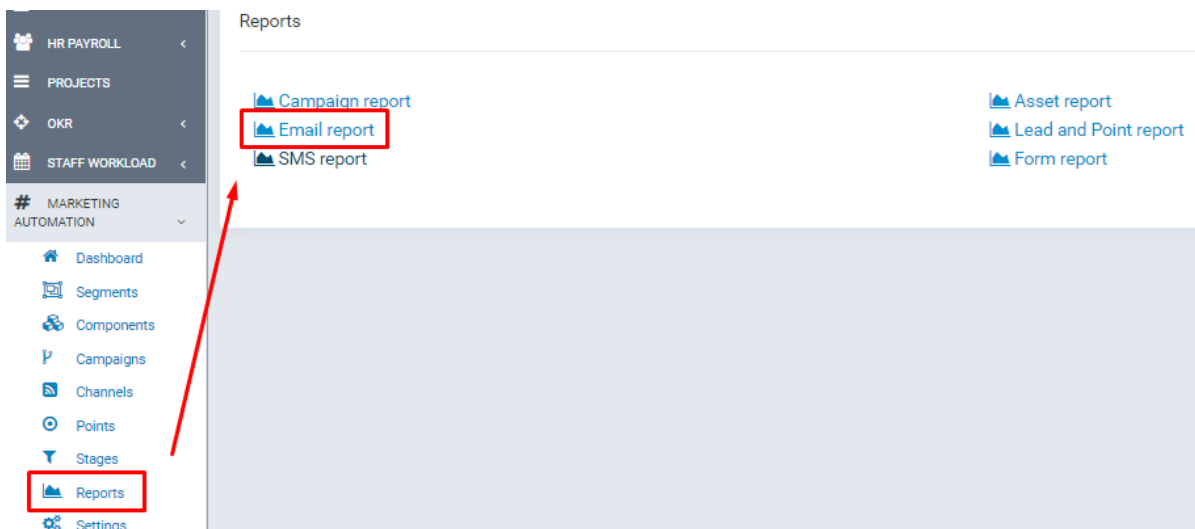 HR PAYROLL
PROJECTS
OKR
STAFF WORKLOAD
MARKETING
AUTOMATION
Dashboard
Segments
Components
Campaigns
Channels
Points
Stages
Reports
Settings
Reports
Campaign report
Email report
SMS report
Asset report
Lead and Point report
Form report